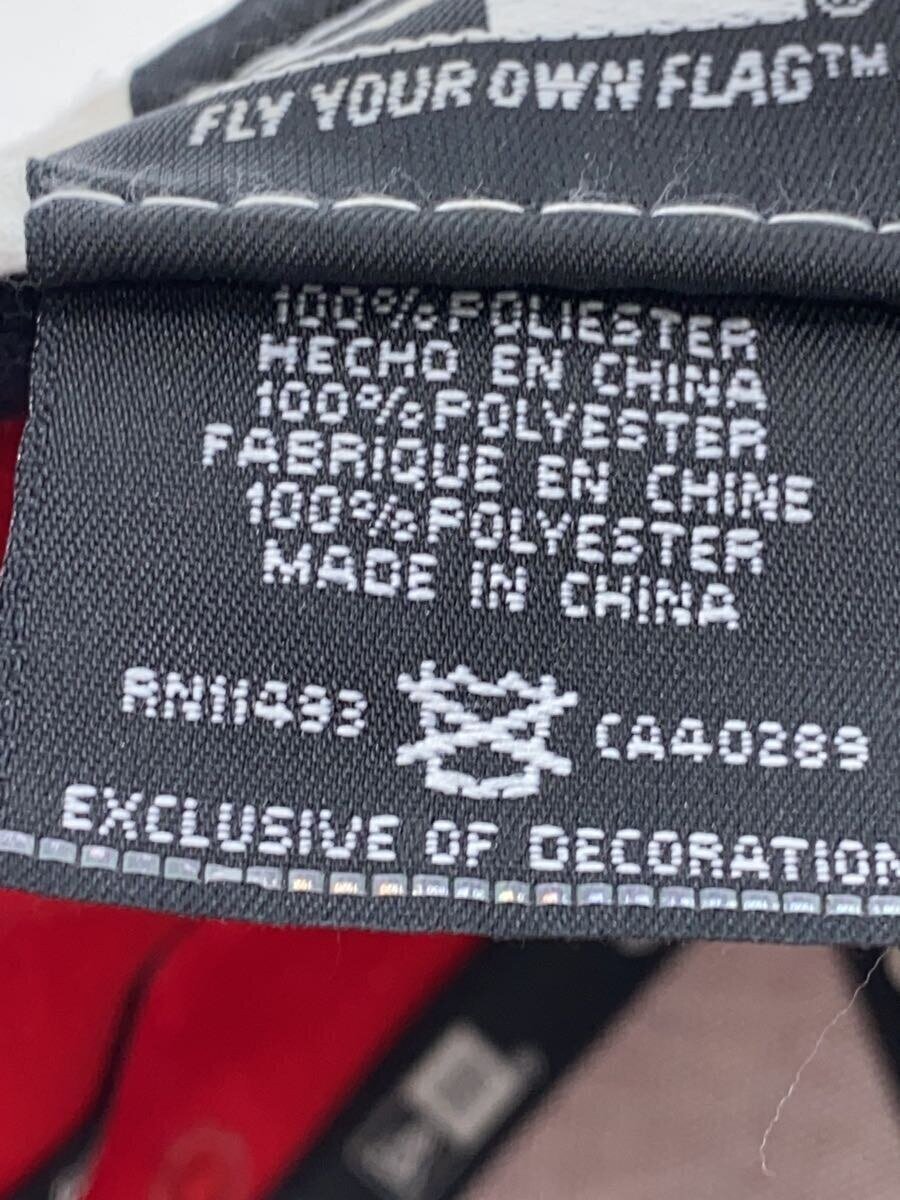 FLY YOUR OWN FLAG™
100% POLIESTER
HECHO EN CHINA
100% POLYESTER
FABRIQUE EN CHINE
100% POLYESTER
MADE IN CHINA
RN11493 CA40289
EXCLUSIVE OF DECORATION